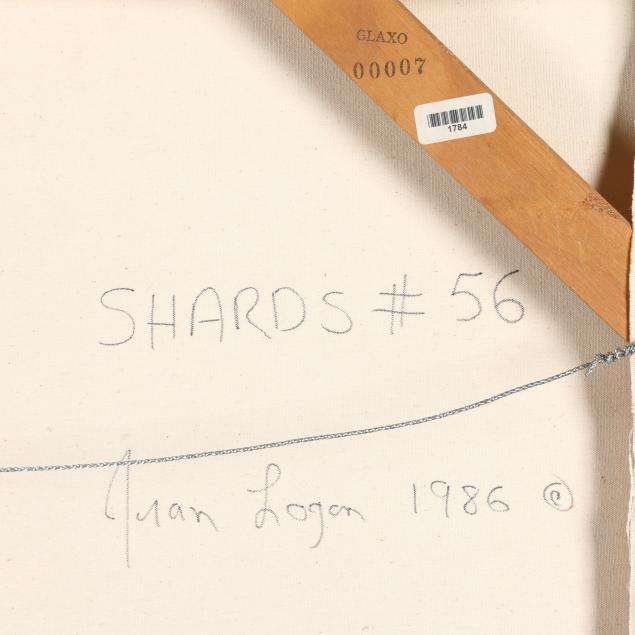 GLAXO
00007
1784
SHARDS # 56
Juan Logan 1986 ©